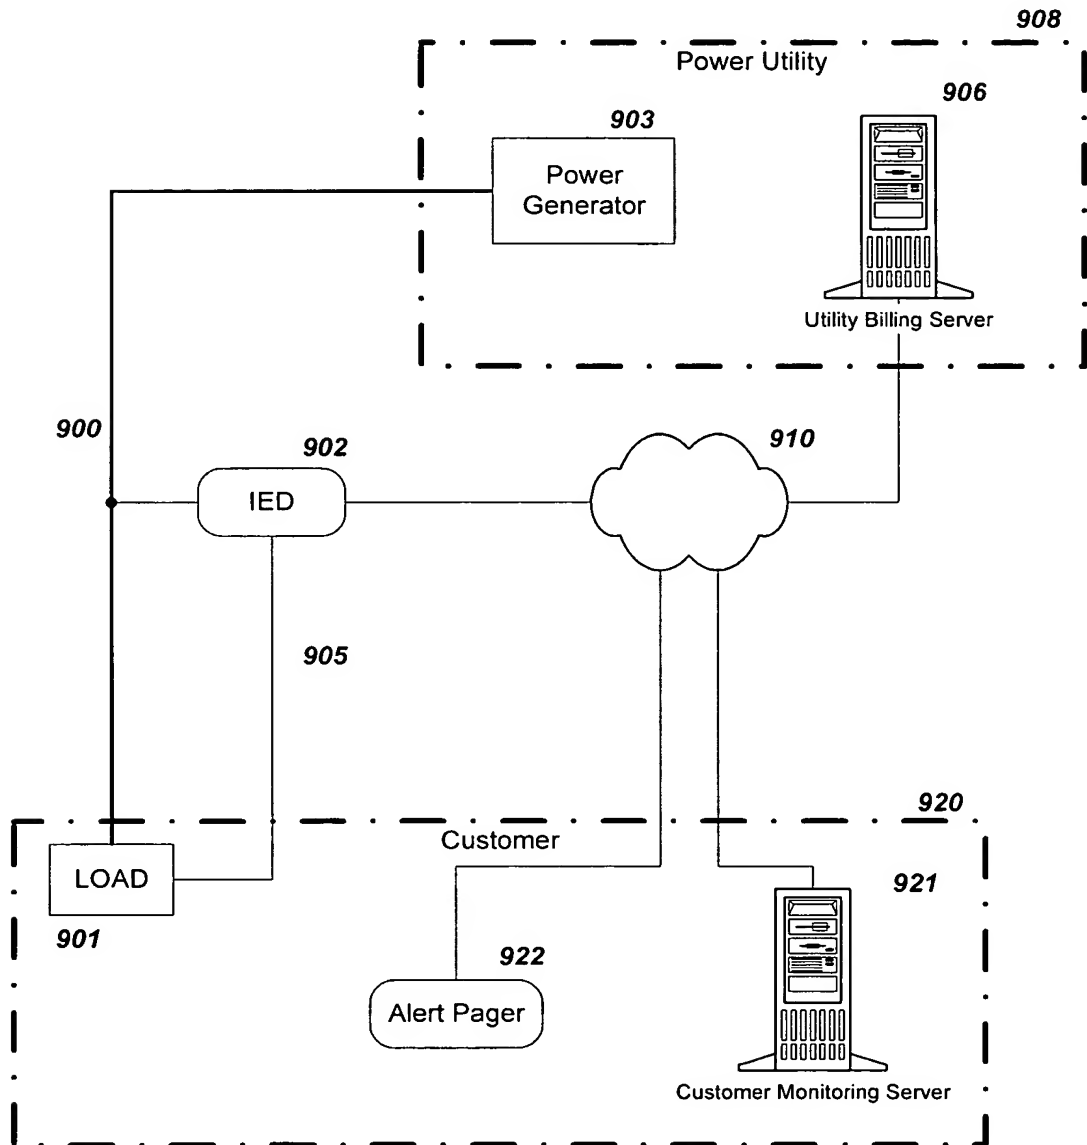 908
Power Utility
906
903
Power
Generator
Utility Billing Server
900
902
910
IED
905
920
Customer
LOAD
921
901
922
Alert Pager
Customer Monitoring Server